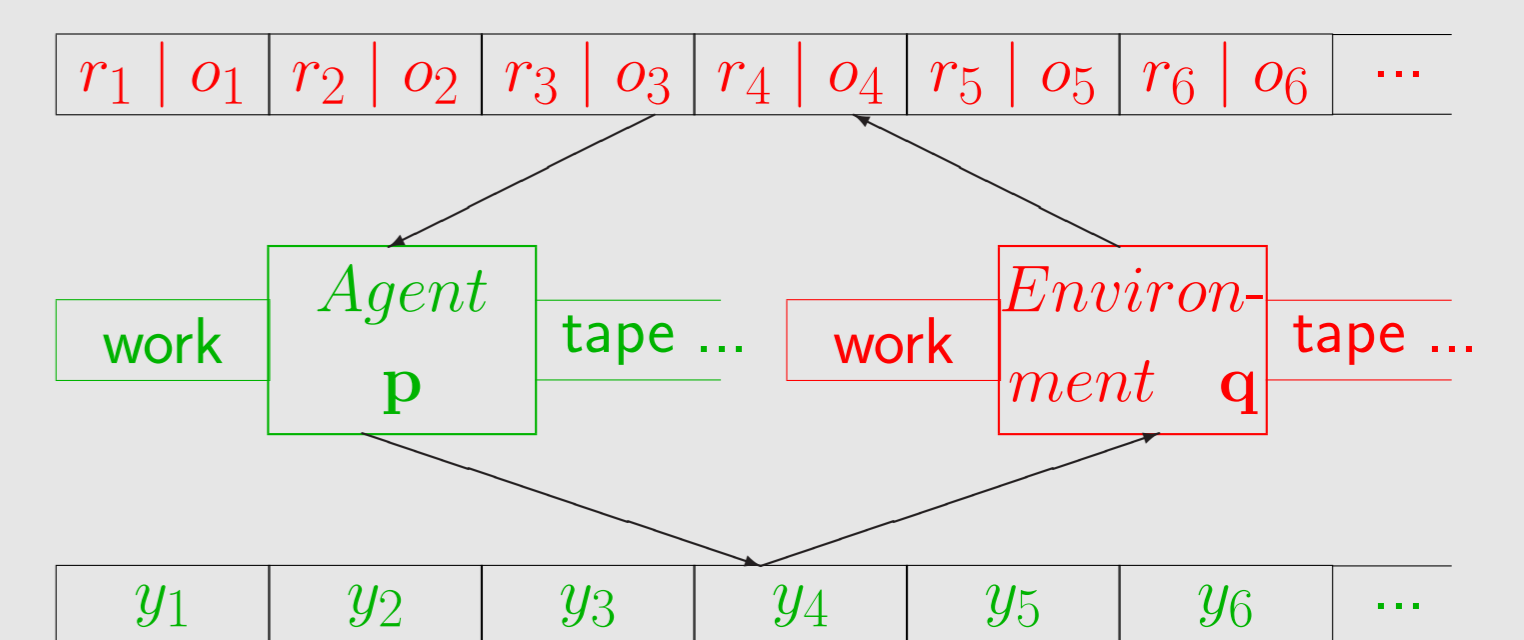 r₁ | o₁ r₂ | o₂ r₃ | o₃ r₄ | o₄ r₅ | o₅ r₆ | o₆ ...
Agent Environ-
work tape ... work tape ...
p ment q
y₁ y₂ y₃ y₄ y₅ y₆ ...